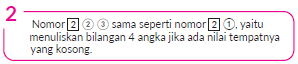 2
Nomor 2 ② ③ sama seperti nomor 2 ①, yaitu
menuliskan bilangan 4 angka jika ada nilai tempatnya
yang kosong.